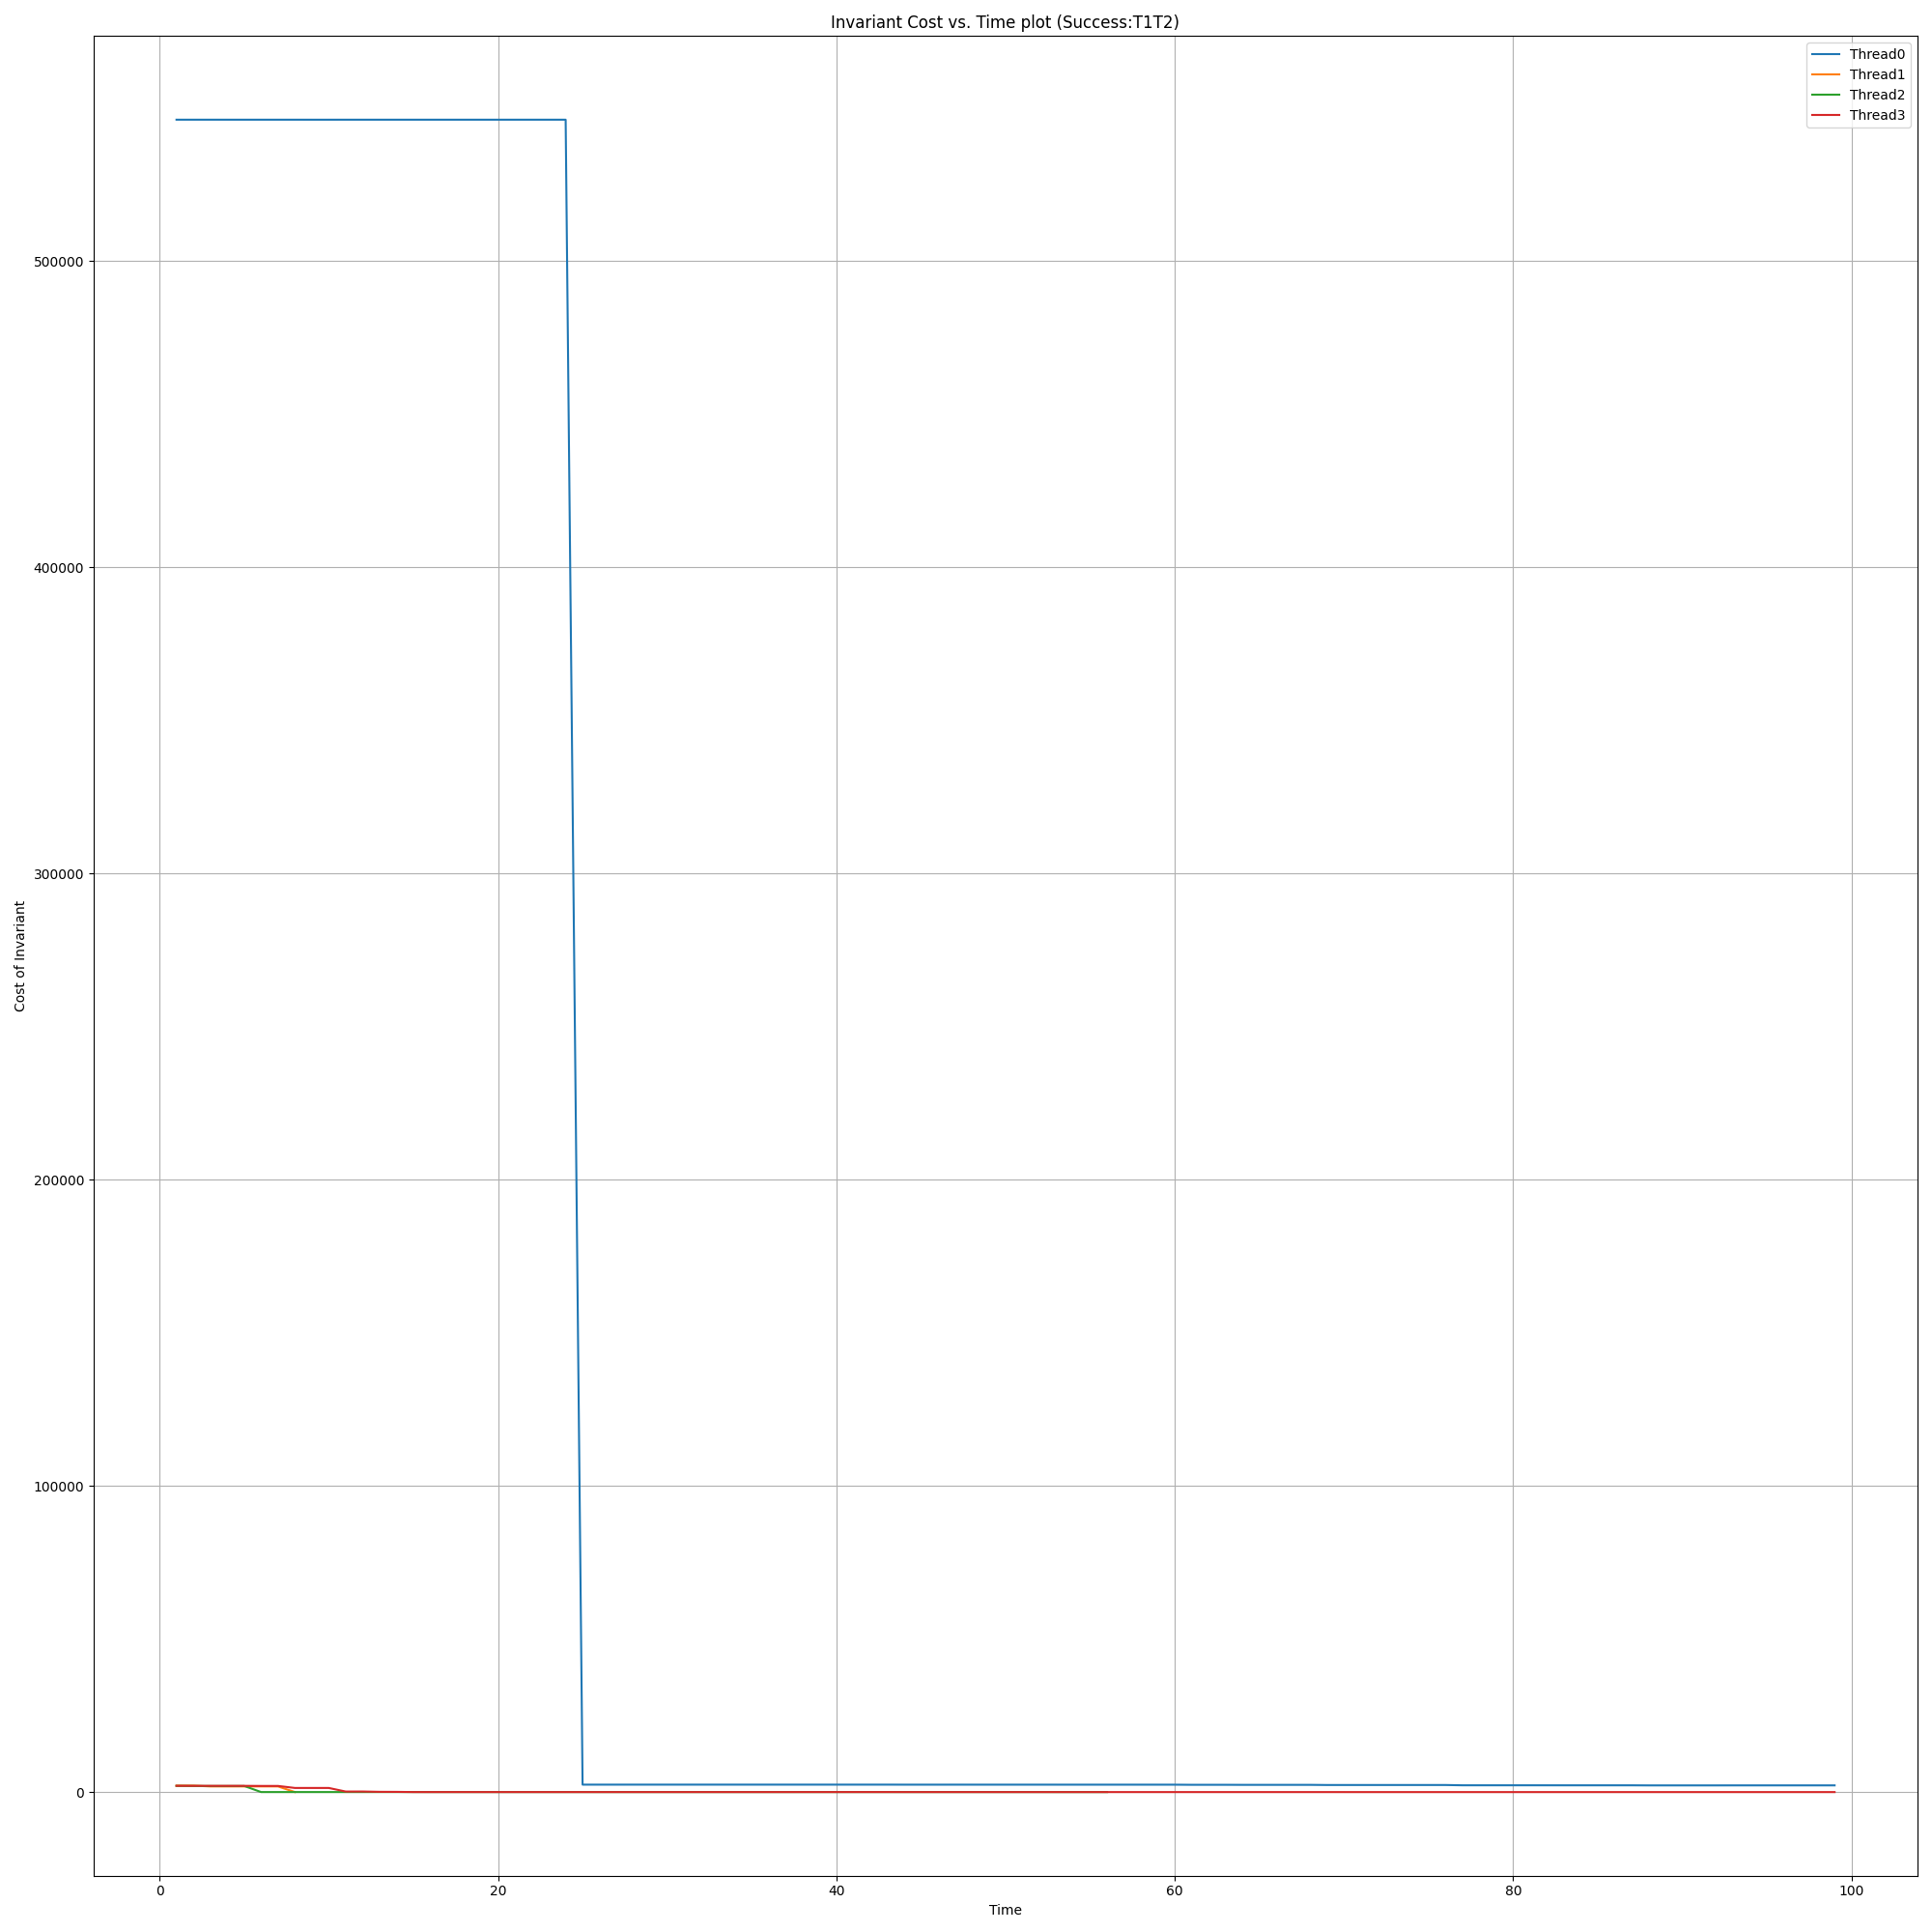 Invariant Cost vs. Time plot (Success:T1T2)
Thread0
Thread1
Thread2
Thread3
500000
400000
300000
200000
100000
0
Cost of Invariant
0 20 40 60 80 100
Time